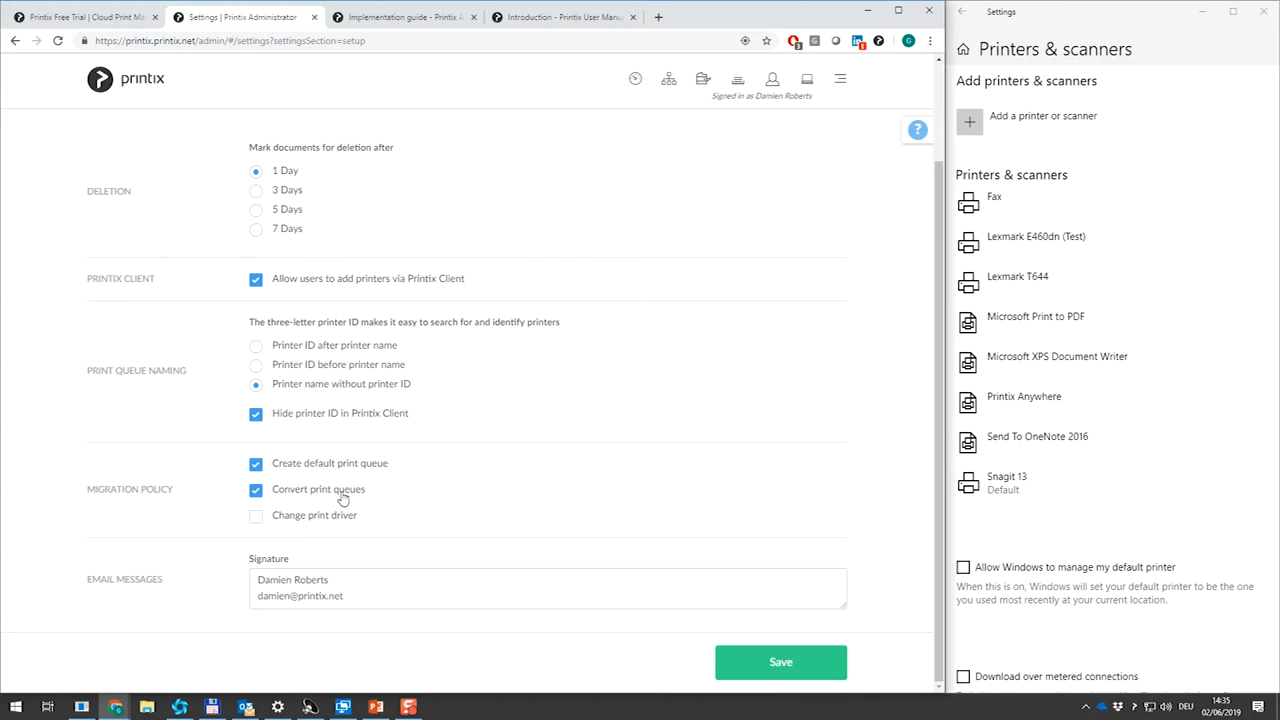 Printix Free Trial | Cloud Print Ma
Settings | Printix Administrator
Implementation guide - Printix A
Introduction - Printix User Manu
https://printix.printix.net/admin/#/settings?settingsSection=setup
printix
Signed in as Damien Roberts
Mark documents for deletion after
DELETION
1 Day
3 Days
5 Days
7 Days
PRINTIX CLIENT
Allow users to add printers via Printix Client
The three-letter printer ID makes it easy to search for and identify printers
PRINT QUEUE NAMING
Printer ID after printer name
Printer ID before printer name
Printer name without printer ID
Hide printer ID in Printix Client
MIGRATION POLICY
Create default print queue
Convert print queues
Change print driver
EMAIL MESSAGES
Signature
Damien Roberts
damien@printix.net
Save
Settings
Printers & scanners
Add printers & scanners
Add a printer or scanner
Printers & scanners
Fax
Lexmark E460dn (Test)
Lexmark T644
Microsoft Print to PDF
Microsoft XPS Document Writer
Printix Anywhere
Send To OneNote 2016
Snagit 13
Default
Allow Windows to manage my default printer
When this is on, Windows will set your default printer to be the one
you used most recently at your current location.
Download over metered connections
DEU
14:35
02/06/2019